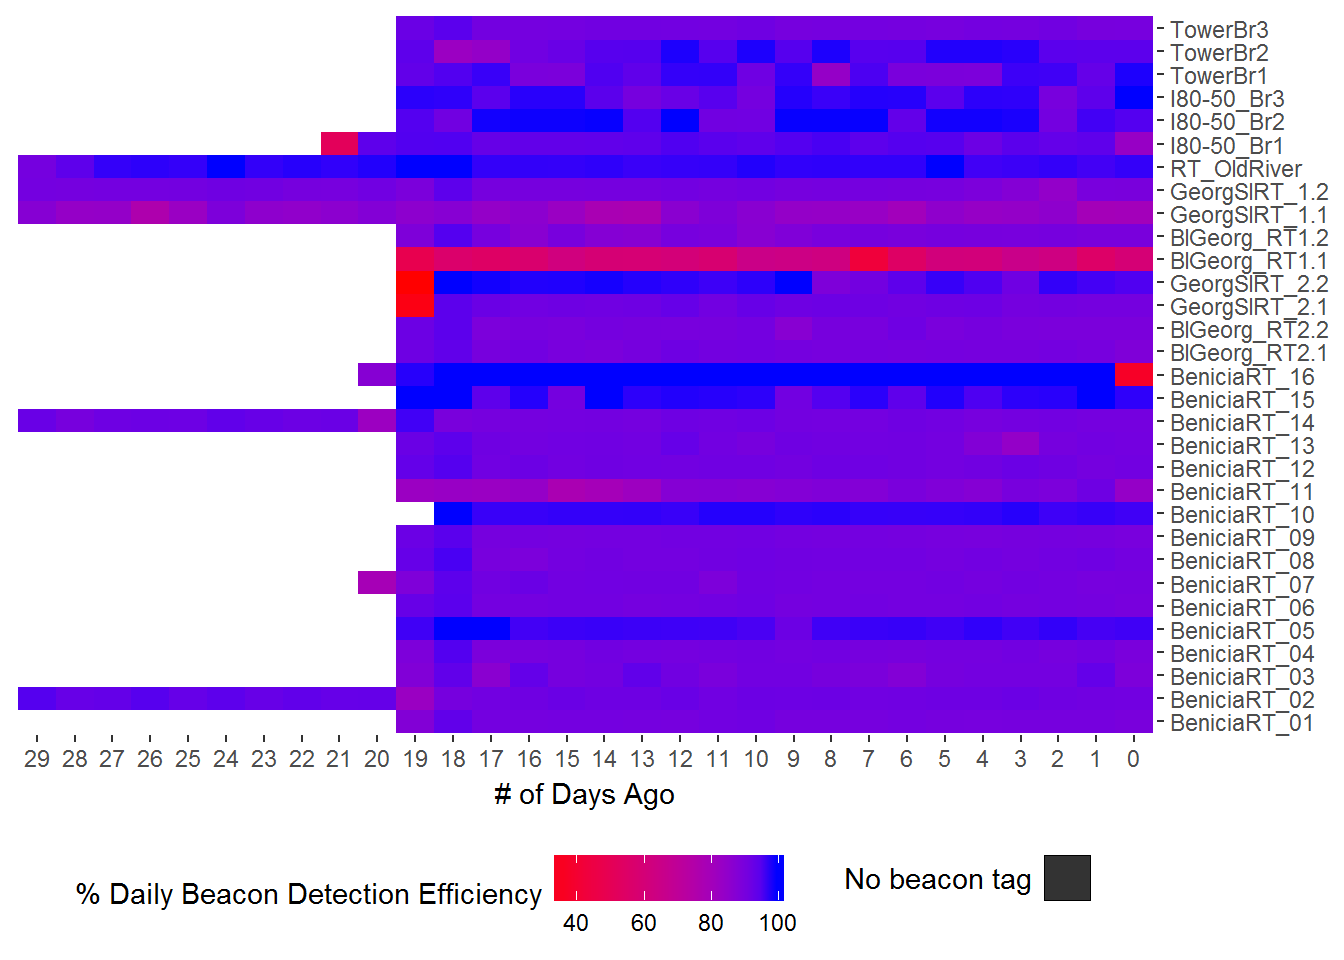 TowerBr3
TowerBr2
TowerBr1
I80-50_Br3
I80-50_Br2
I80-50_Br1
RT_OldRiver
GeorgSlRT_1.2
GeorgSlRT_1.1
BlGeorg_RT1.2
BlGeorg_RT1.1
GeorgSlRT_2.2
GeorgSlRT_2.1
BlGeorg_RT2.2
BlGeorg_RT2.1
BeniciaRT_16
BeniciaRT_15
BeniciaRT_14
BeniciaRT_13
BeniciaRT_12
BeniciaRT_11
BeniciaRT_10
BeniciaRT_09
BeniciaRT_08
BeniciaRT_07
BeniciaRT_06
BeniciaRT_05
BeniciaRT_04
BeniciaRT_03
BeniciaRT_02
BeniciaRT_01
29 28 27 26 25 24 23 22 21 20 19 18 17 16 15 14 13 12 11 10 9 8 7 6 5 4 3 2 1 0
# of Days Ago
% Daily Beacon Detection Efficiency
40 60 80 100
No beacon tag